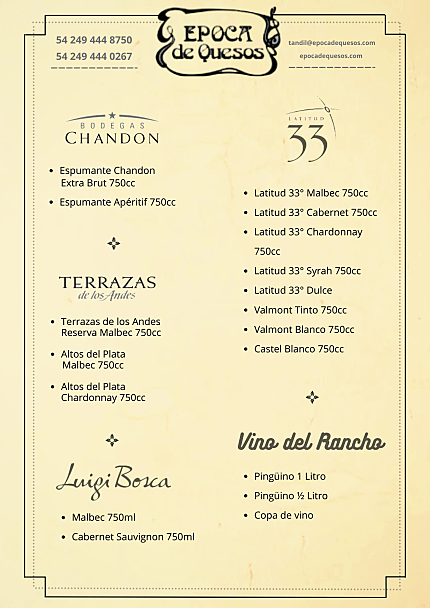 EPOCA
de Quesos
54 249 444 8750
54 249 444 0267
tandil@epocadequesos.com
epocadequesos.com
BODEGAS
CHANDON
• Espumante Chandon
Extra Brut 750cc
• Espumante Apéritif 750cc
TERRAZAS
de los Andes
• Terrazas de los Andes
Reserva Malbec 750cc
• Altos del Plata
Malbec 750cc
• Altos del Plata
Chardonnay 750cc
Luigi Bosca
• Malbec 750ml
• Cabernet Sauvignon 750ml
LATITUD
33
• Latitud 33° Malbec 750cc
• Latitud 33° Cabernet 750cc
• Latitud 33° Chardonnay
750cc
• Latitud 33° Syrah 750cc
• Latitud 33° Dulce
• Valmont Tinto 750cc
• Valmont Blanco 750cc
• Castel Blanco 750cc
Vino del Rancho
• Pingüino 1 Litro
• Pingüino ½ Litro
• Copa de vino